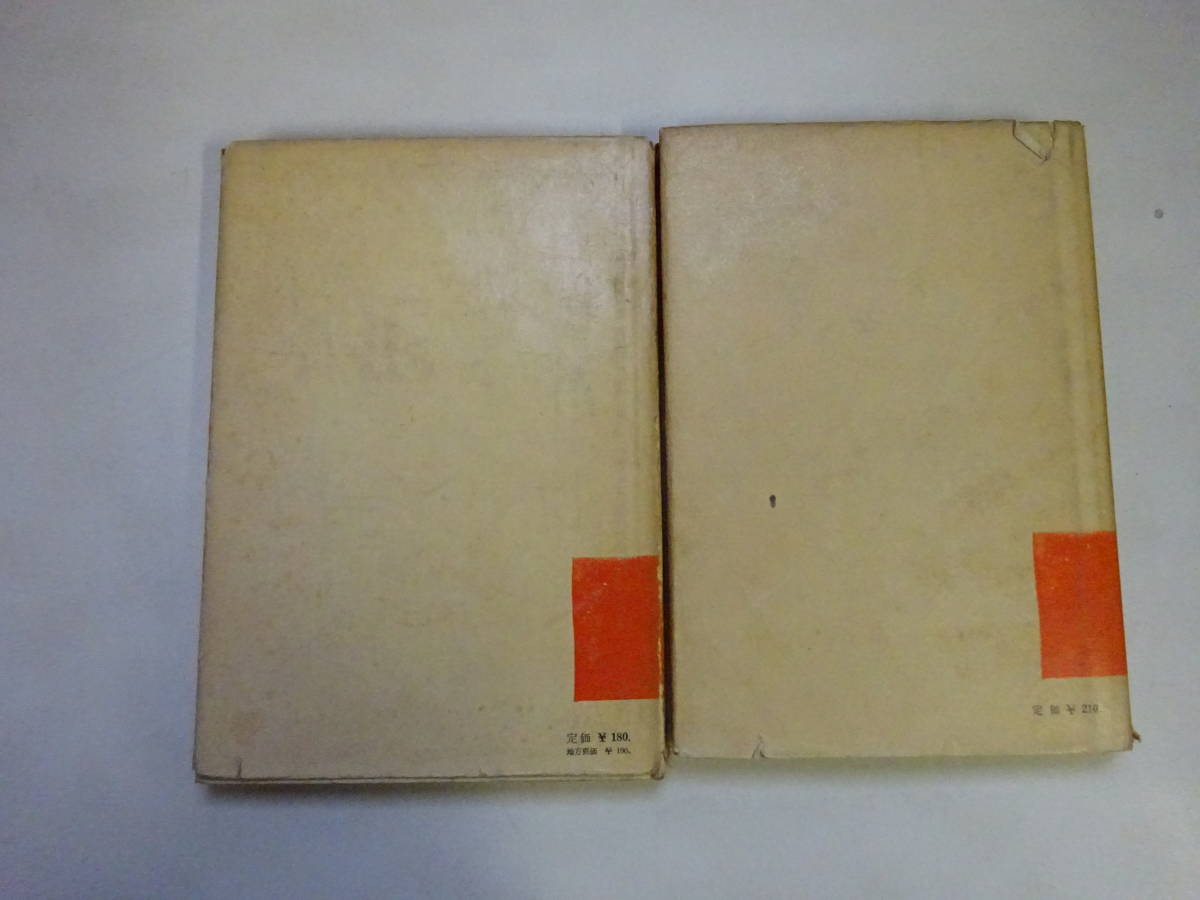 定価 ¥ 180.
地方売価 ¥ 190.
定価 ¥ 210